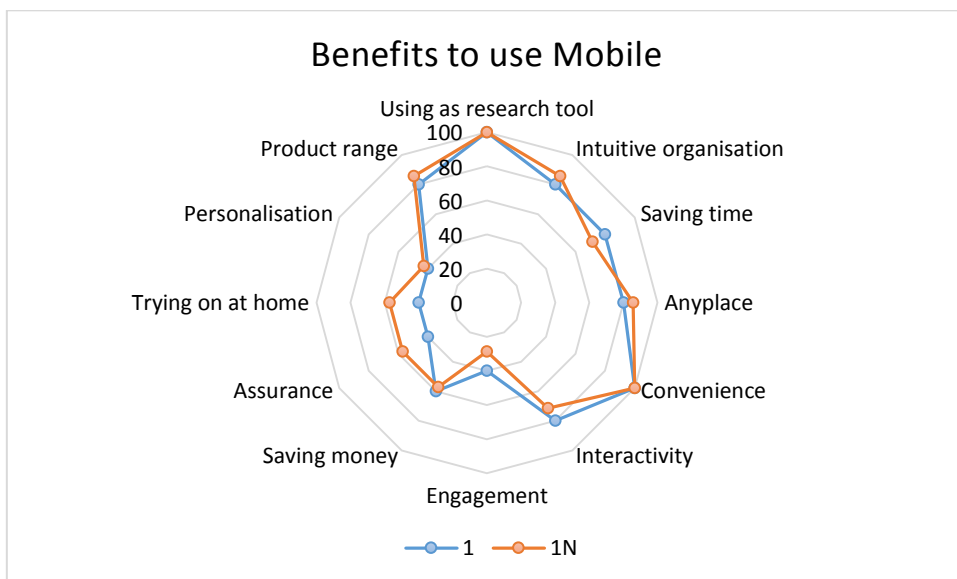 Benefits to use Mobile
Using as research tool
100
Product range
Intuitive organisation
80
Personalisation
60
Saving time
40
20
Trying on at home
0
Anyplace
Assurance
Convenience
Saving money
Interactivity
Engagement
1
1N